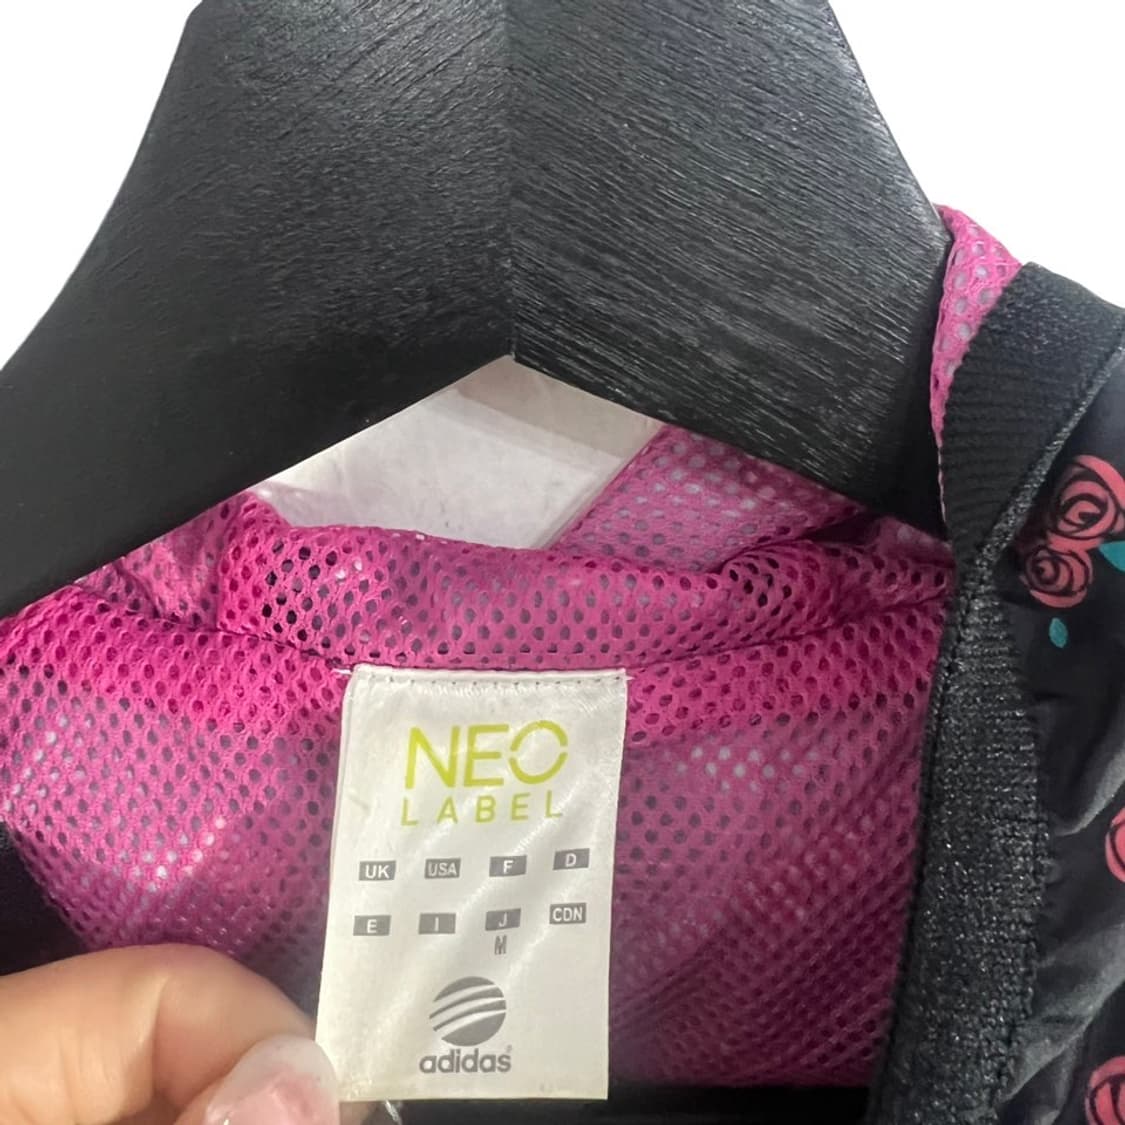 NEO
LABEL
UK USA F D
E I J CDN
M
adidas